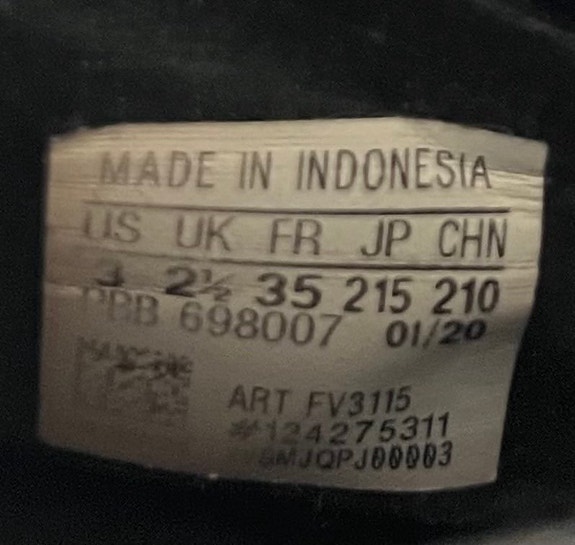 MADE IN INDONESIA
US UK FR JP CHN
3 2½ 35 215 210
698007 01/20
ART FV3115
#124275311